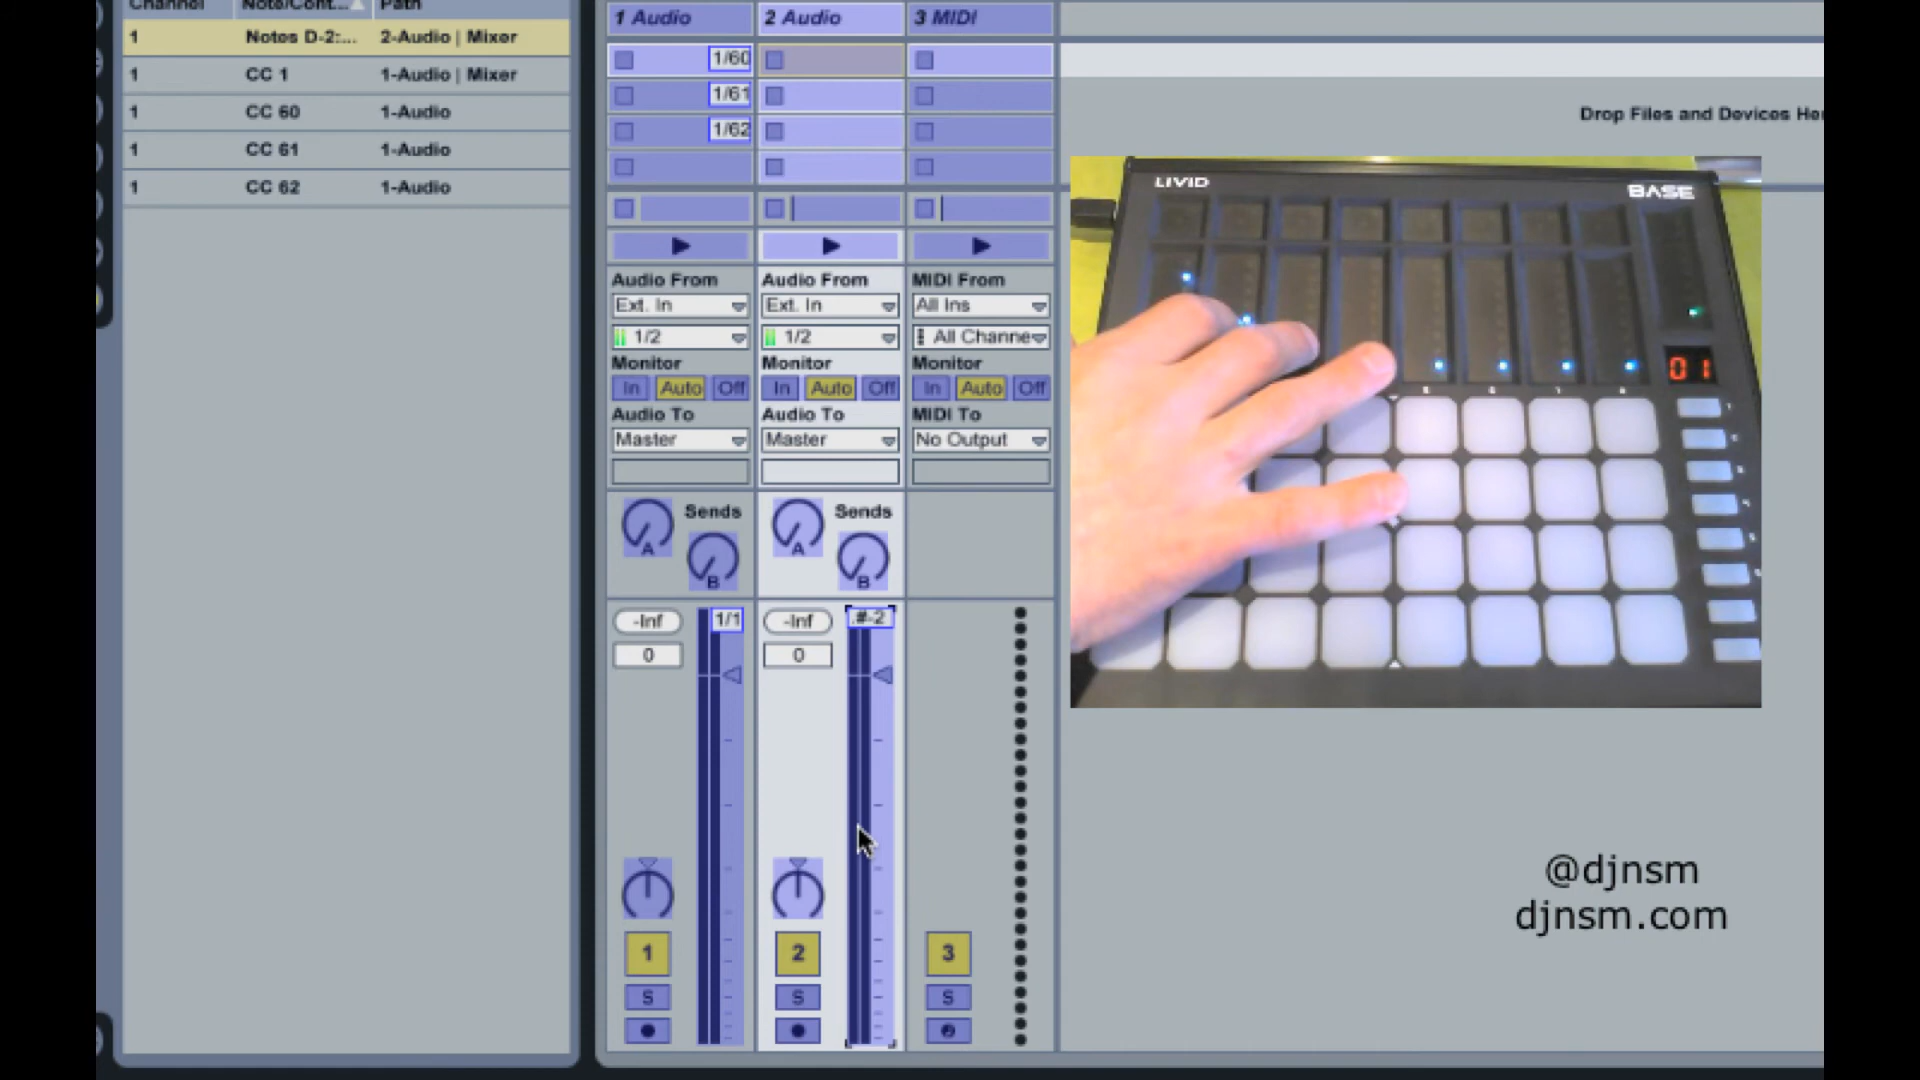 Channel Note/Cont... Path
1 Notes D-2:... 2-Audio | Mixer
1 CC 1 1-Audio | Mixer
1 CC 60 1-Audio
1 CC 61 1-Audio
1 CC 62 1-Audio
1 Audio 2 Audio 3 MIDI
1/60
1/61
1/62
Drop Files and Devices He
LIVID BASE
Audio From Audio From MIDI From
Ext. In Ext. In All Ins
1/2 1/2 All Channe
Monitor Monitor Monitor
In Auto Off In Auto Off In Auto Off
01
Audio To Audio To MIDI To
Master Master No Output
Sends Sends
A A
B B
-Inf 1/1 -Inf .#-2
0 0
@djnsm
djnsm.com
1 2 3
S S S